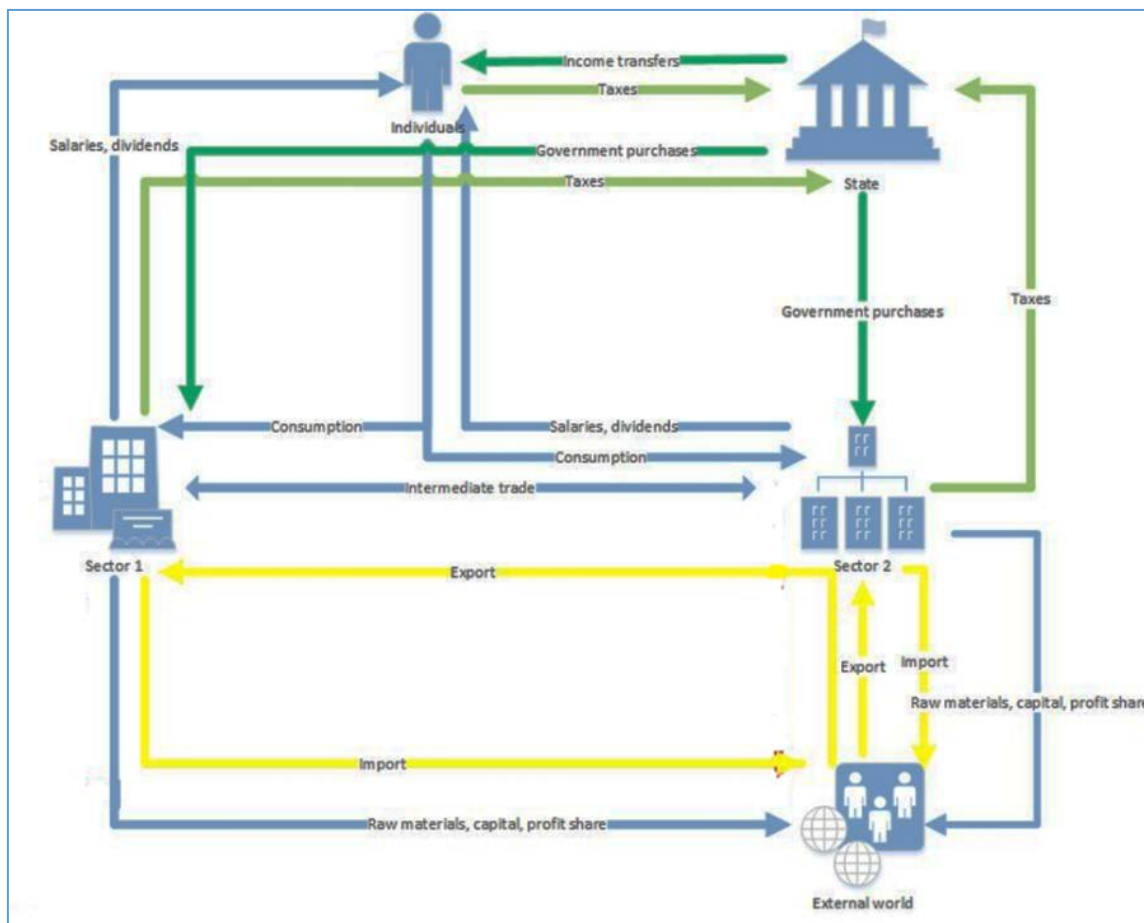 Income transfers
Taxes
Individuals
Salaries, dividends
Government purchases
Taxes
State
Taxes
Government purchases
Consumption
Salaries, dividends
Consumption
Intermediate trade
Sector 1
Export
Sector 2
Export
Import
Raw materials, capital, profit share
Import
Raw materials, capital, profit share
External world